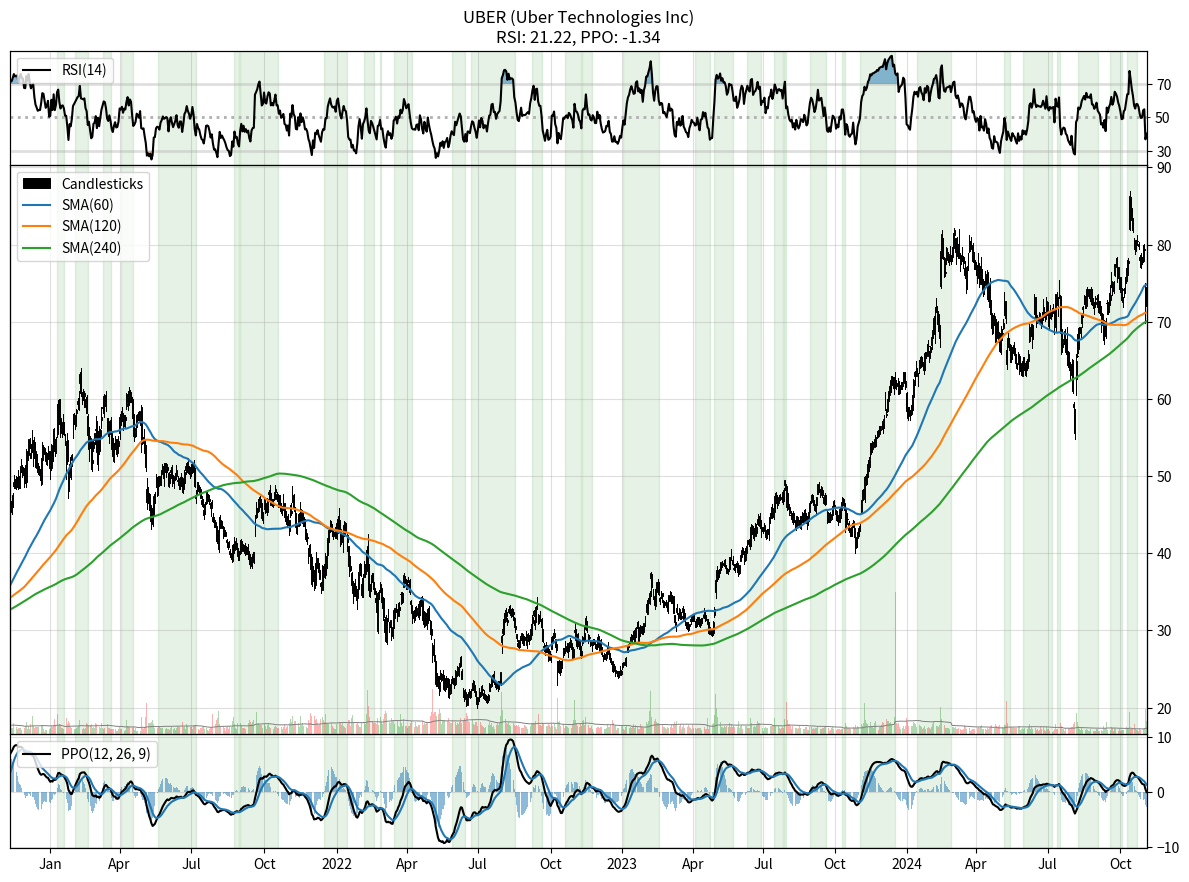 UBER (Uber Technologies Inc)
RSI: 21.22, PPO: -1.34
RSI(14)
70
50
30
90
Candlesticks
SMA(60)
SMA(120)
SMA(240)
80
70
60
50
40
30
20
10
PPO(12, 26, 9)
0
−10
Jan Apr Jul Oct 2022 Apr Jul Oct 2023 Apr Jul Oct 2024 Apr Jul Oct